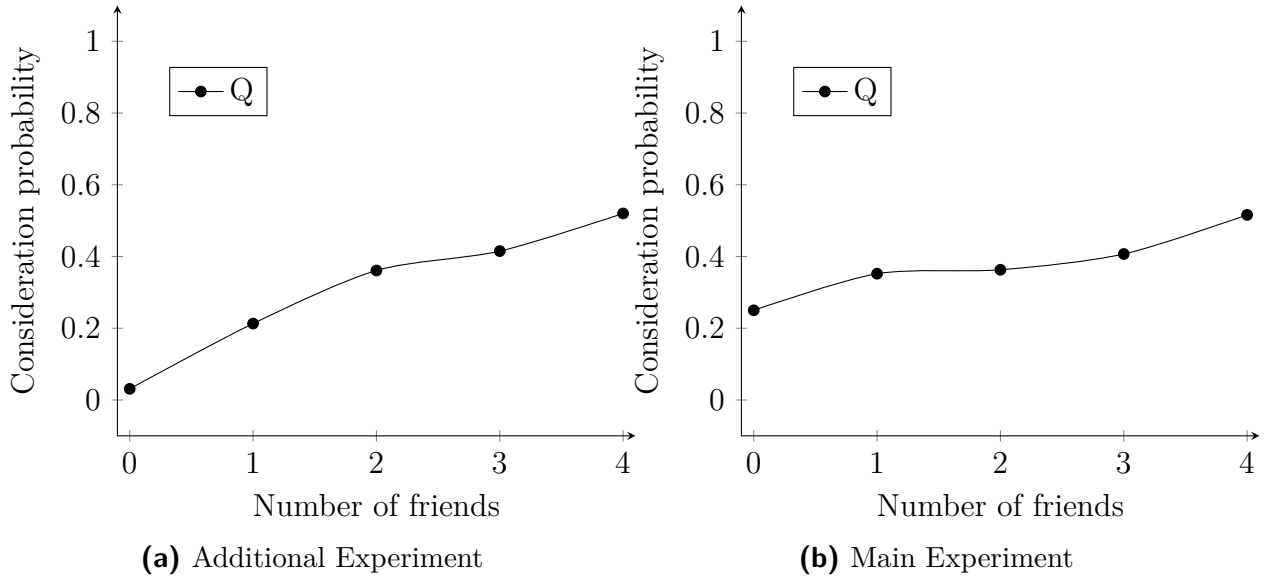 Consideration probability
1
0.8
0.6
0.4
0.2
0
Q
0 1 2 3 4
Number of friends
(a) Additional Experiment
Consideration probability
1
0.8
0.6
0.4
0.2
0
Q
0 1 2 3 4
Number of friends
(b) Main Experiment